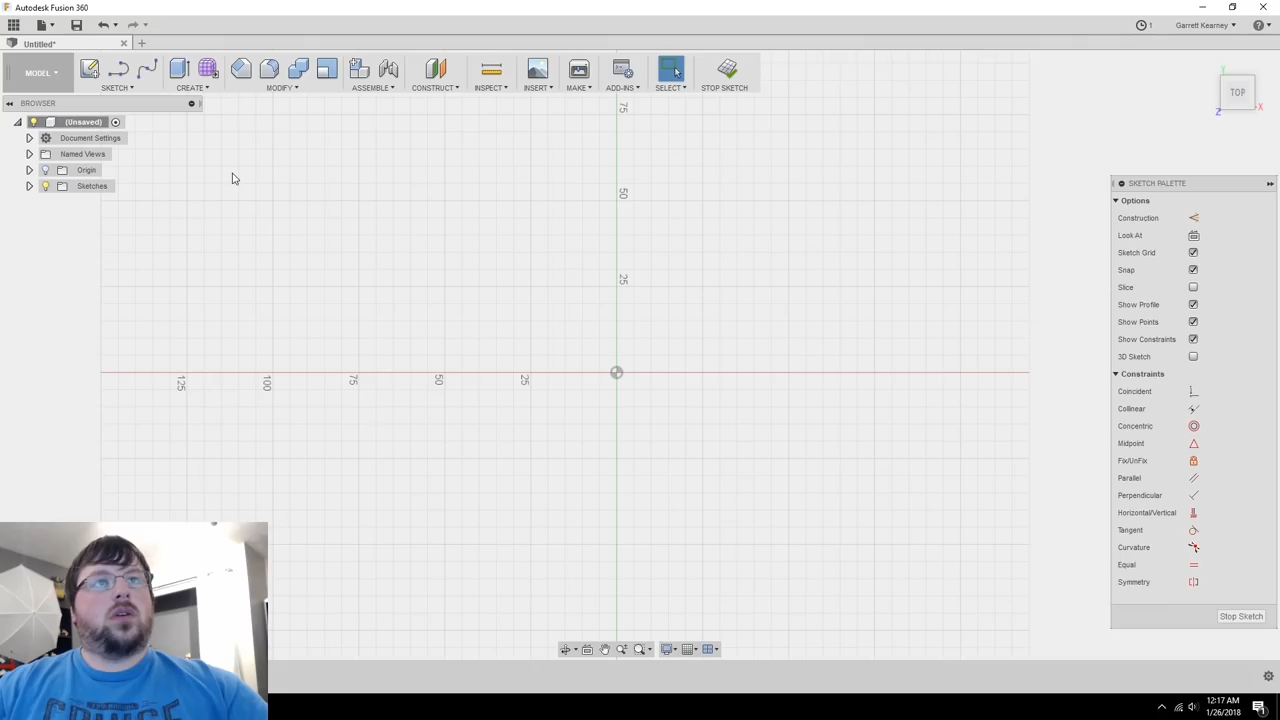 Autodesk Fusion 360
1
Garrett Kearney
Untitled*
MODEL
SKETCH
CREATE
MODIFY
ASSEMBLE
CONSTRUCT
INSPECT
INSERT
MAKE
ADD-INS
SELECT
STOP SKETCH
BROWSER
(Unsaved)
Document Settings
Named Views
Origin
Sketches
TOP
X
Y
Z
75
50
25
125
100
75
50
25
SKETCH PALETTE
Options
Construction
Look At
Sketch Grid
Snap
Slice
Show Profile
Show Points
Show Constraints
3D Sketch
Constraints
Coincident
Collinear
Concentric
Midpoint
Fix/UnFix
Parallel
Perpendicular
Horizontal/Vertical
Tangent
Curvature
Equal
Symmetry
Stop Sketch
12:17 AM
1/26/2018
1